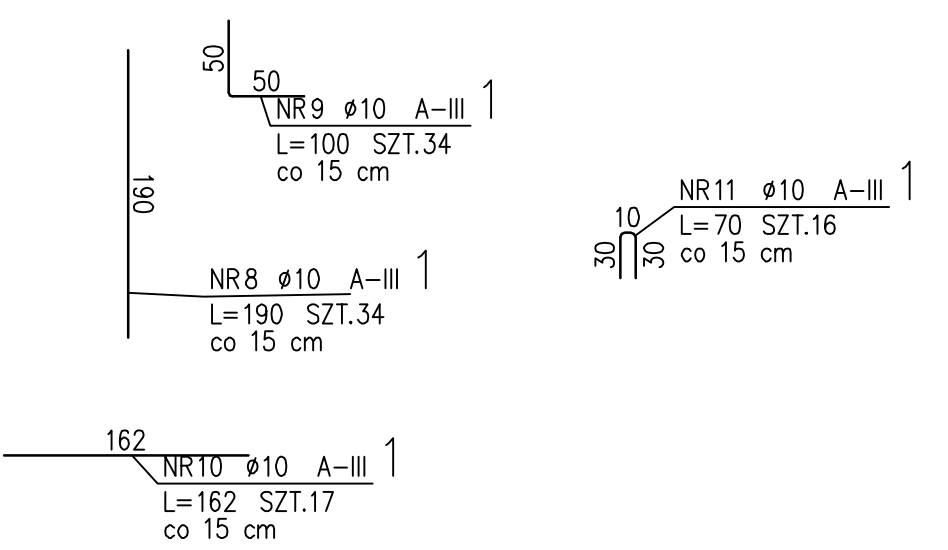 50
50
NR9 ø10 A-III 1
L=100 SZT.34
co 15 cm
190
NR8 ø10 A-III 1
L=190 SZT.34
co 15 cm
NR11 ø10 A-III 1
10
30
30
L=70 SZT.16
co 15 cm
162
NR10 ø10 A-III 1
L=162 SZT.17
co 15 cm